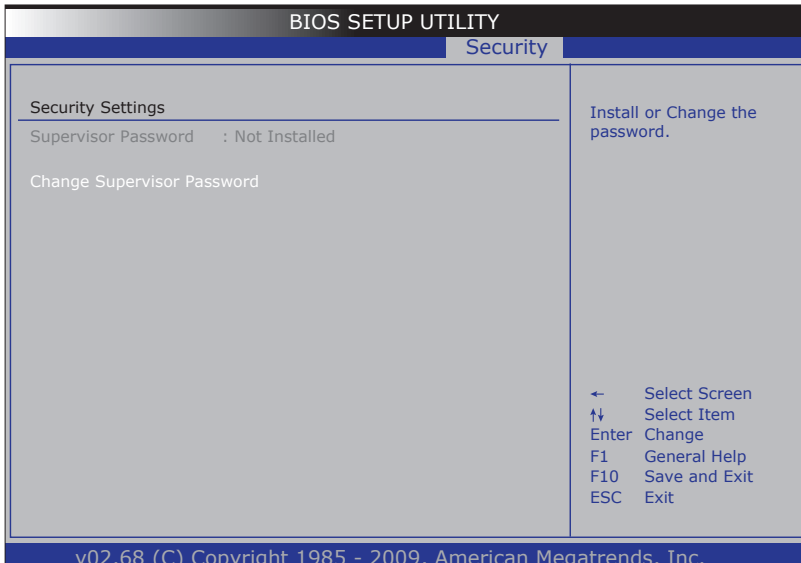 BIOS SETUP UTILITY
Security
Security Settings
Supervisor Password : Not Installed
Change Supervisor Password
Install or Change the
password.
← Select Screen
↑↓ Select Item
Enter Change
F1 General Help
F10 Save and Exit
ESC Exit
v02.68 (C) Copyright 1985 - 2009, American Megatrends, Inc.